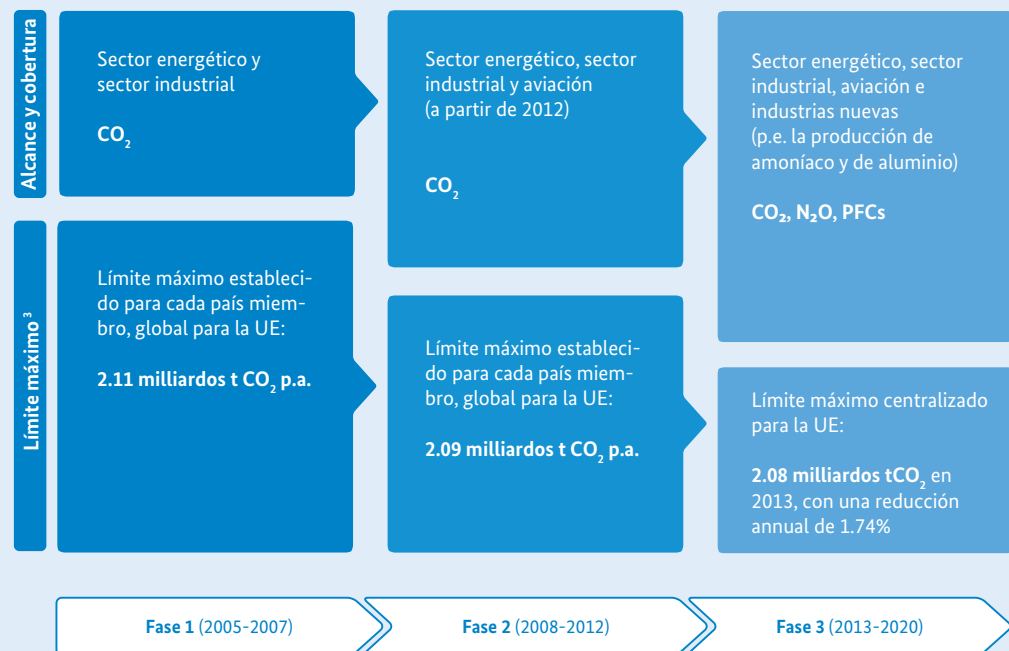 Alcance y cobertura
Sector energético y
sector industrial
CO₂
Sector energético, sector
industrial y aviación
(a partir de 2012)
CO₂
Sector energético, sector
industrial, aviación e
industrias nuevas
(p.e. la producción de
amoníaco y de aluminio)
CO₂, N₂O, PFCs
Límite máximo ³
Límite máximo estableci-
do para cada país miem-
bro, global para la UE:
2.11 milliardos t CO₂ p.a.
Límite máximo estableci-
do para cada país miem-
bro, global para la UE:
2.09 milliardos t CO₂ p.a.
Límite máximo centralizado
para la UE:
2.08 milliardos tCO₂ en
2013, con una reducción
annual de 1.74%
Fase 1 (2005-2007)
Fase 2 (2008-2012)
Fase 3 (2013-2020)